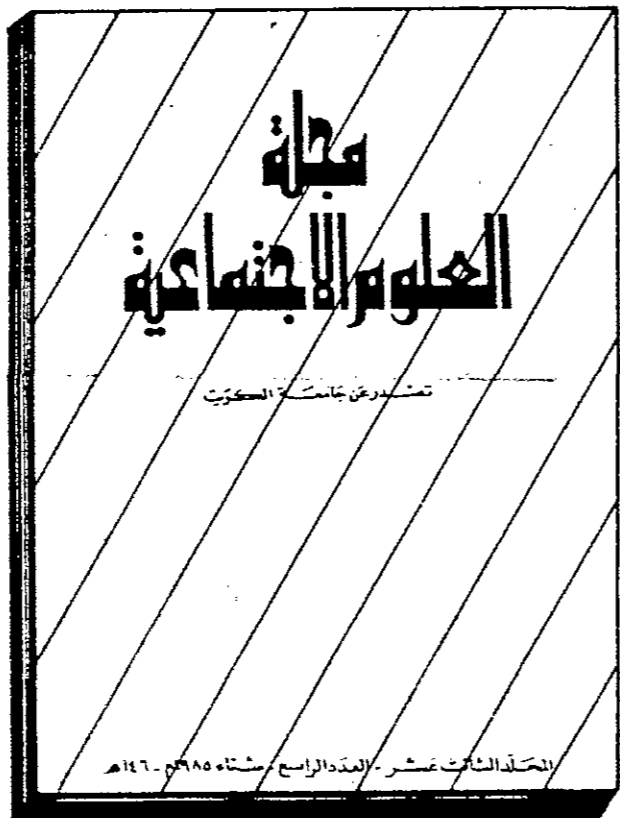 مجلة
العلوم الاجتماعية
تصدر عن جامعة الكويت
المجلد الثالث عشر - العدد الرابع - شتاء ١٩٨٥م - ١٤٠٦هـ